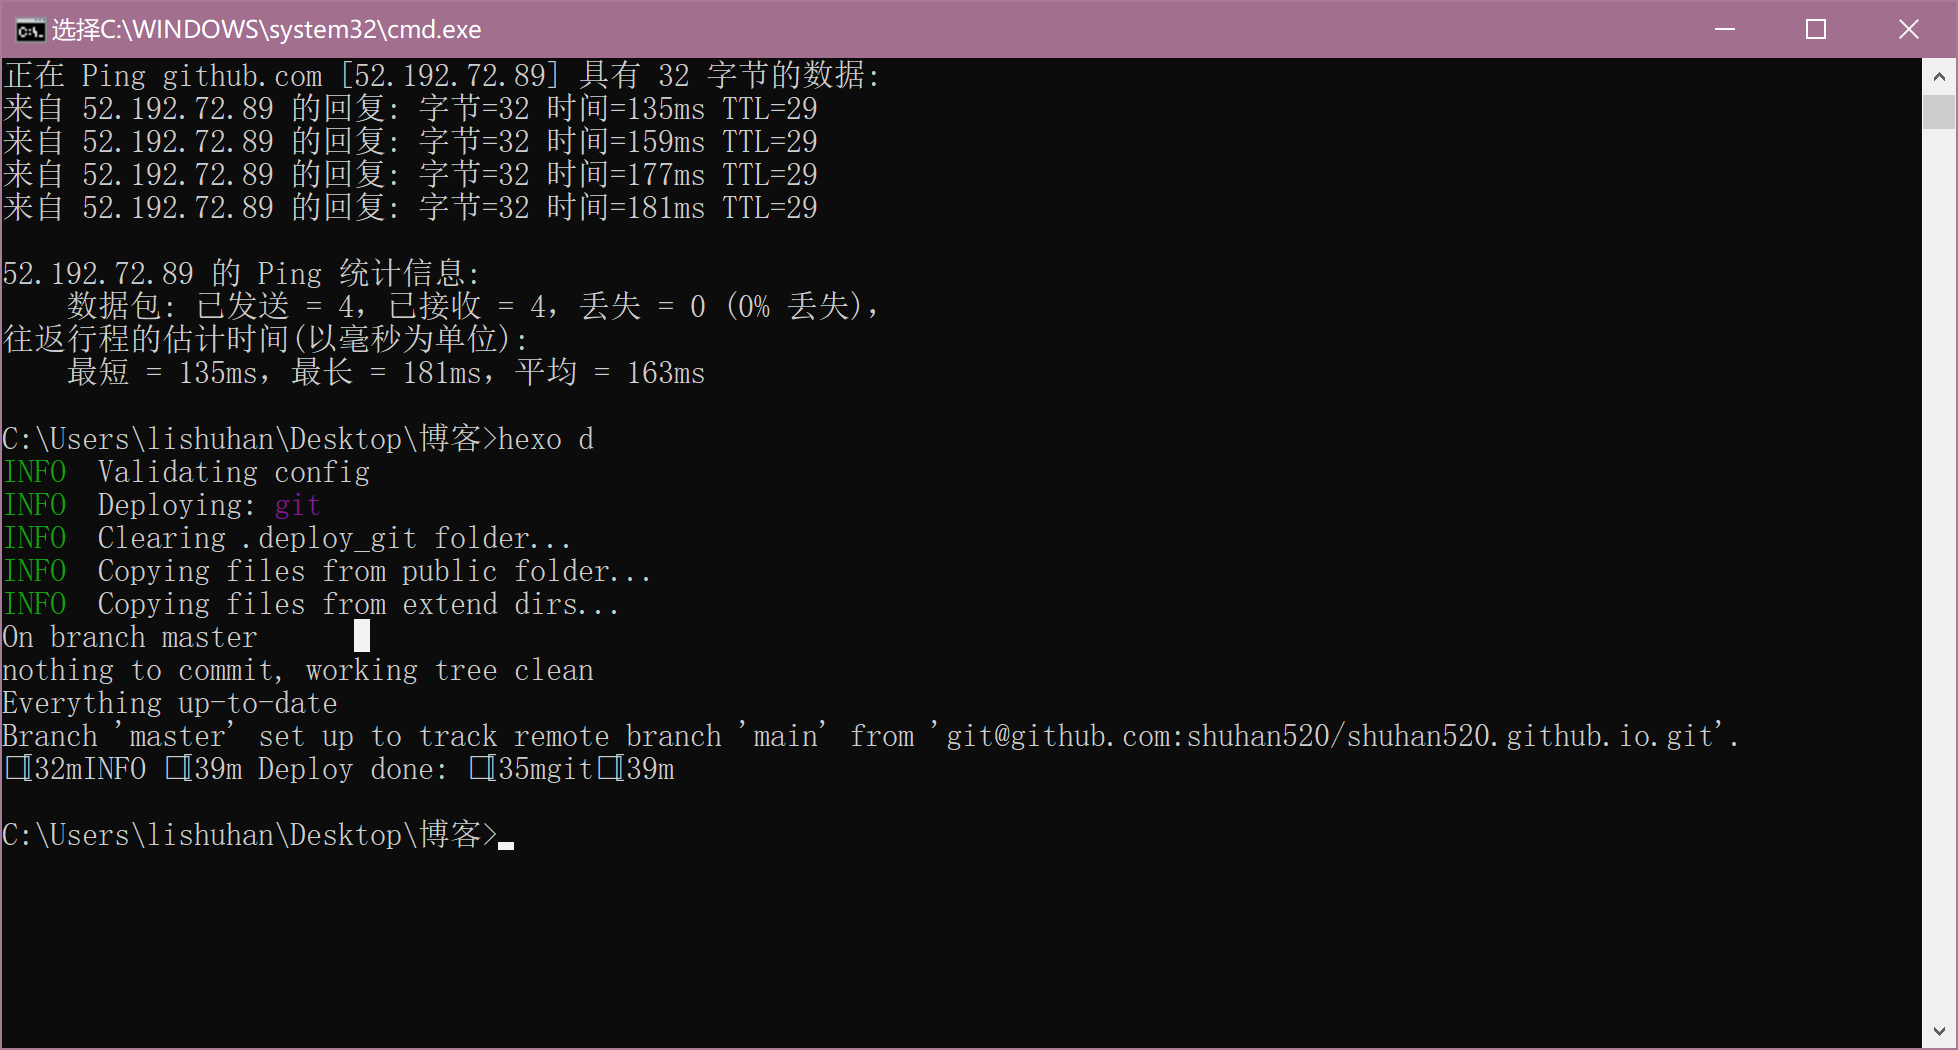 选择C:\WINDOWS\system32\cmd.exe
正在 Ping github.com [52.192.72.89] 具有 32 字节的数据:
来自 52.192.72.89 的回复: 字节=32 时间=135ms TTL=29
来自 52.192.72.89 的回复: 字节=32 时间=159ms TTL=29
来自 52.192.72.89 的回复: 字节=32 时间=177ms TTL=29
来自 52.192.72.89 的回复: 字节=32 时间=181ms TTL=29
52.192.72.89 的 Ping 统计信息:
数据包: 已发送 = 4，已接收 = 4，丢失 = 0 (0% 丢失)，
往返行程的估计时间(以毫秒为单位):
最短 = 135ms，最长 = 181ms，平均 = 163ms
C:\Users\lishuhan\Desktop\博客>hexo d
INFO  Validating config
INFO  Deploying: git
INFO  Clearing .deploy_git folder...
INFO  Copying files from public folder...
INFO  Copying files from extend dirs...
On branch master
nothing to commit, working tree clean
Everything up-to-date
Branch 'master' set up to track remote branch 'main' from 'git@github.com:shuhan520/shuhan520.github.io.git'.
□[32mINFO □[39m Deploy done: □[35mgit□[39m
C:\Users\lishuhan\Desktop\博客>